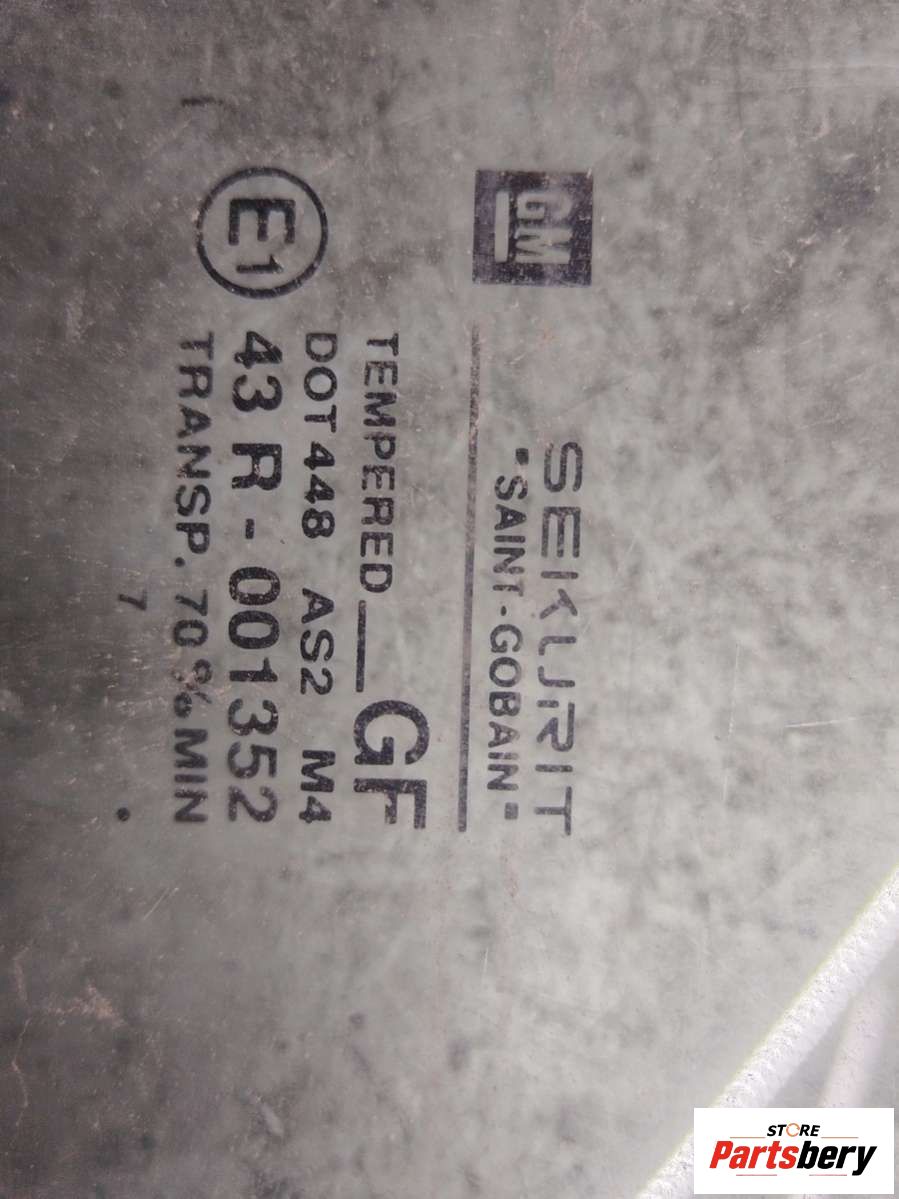 GM
SEKURIT
"SAINT-GOBAIN"
TEMPERED GF
DOT 448 AS2 M4
E1 43 R - 001352
TRANSP. 70 % MIN
7 .
STORE
Partsbery